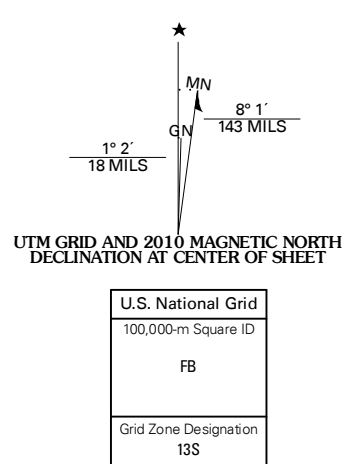 ★
MN
8° 1´
143 MILS
GN
1° 2´
18 MILS
UTM GRID AND 2010 MAGNETIC NORTH
DECLINATION AT CENTER OF SHEET
U.S. National Grid
100,000-m Square ID
FB
Grid Zone Designation
13S